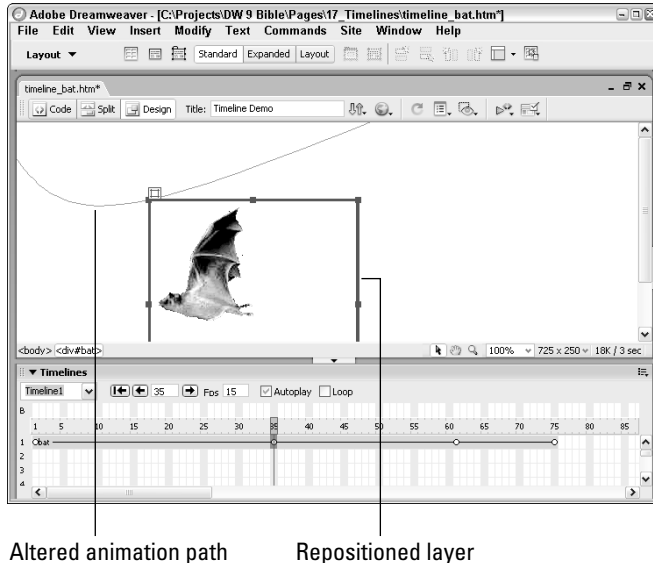 Adobe Dreamweaver - [C:\Projects\DW 9 Bible\Pages\17_Timelines\timeline_bat.htm*]
File Edit View Insert Modify Text Commands Site Window Help
Layout Standard Expanded Layout
timeline_bat.htm*
Code Split Design Title: Timeline Demo
<body> <div#bat> 100% 725 x 250 18K / 3 sec
Timelines
Timeline1 35 Fps 15 Autoplay Loop
B
1 5 10 15 20 25 30 35 40 45 50 55 60 65 70 75 80 85
1 bat
2
3
4
Altered animation path Repositioned layer